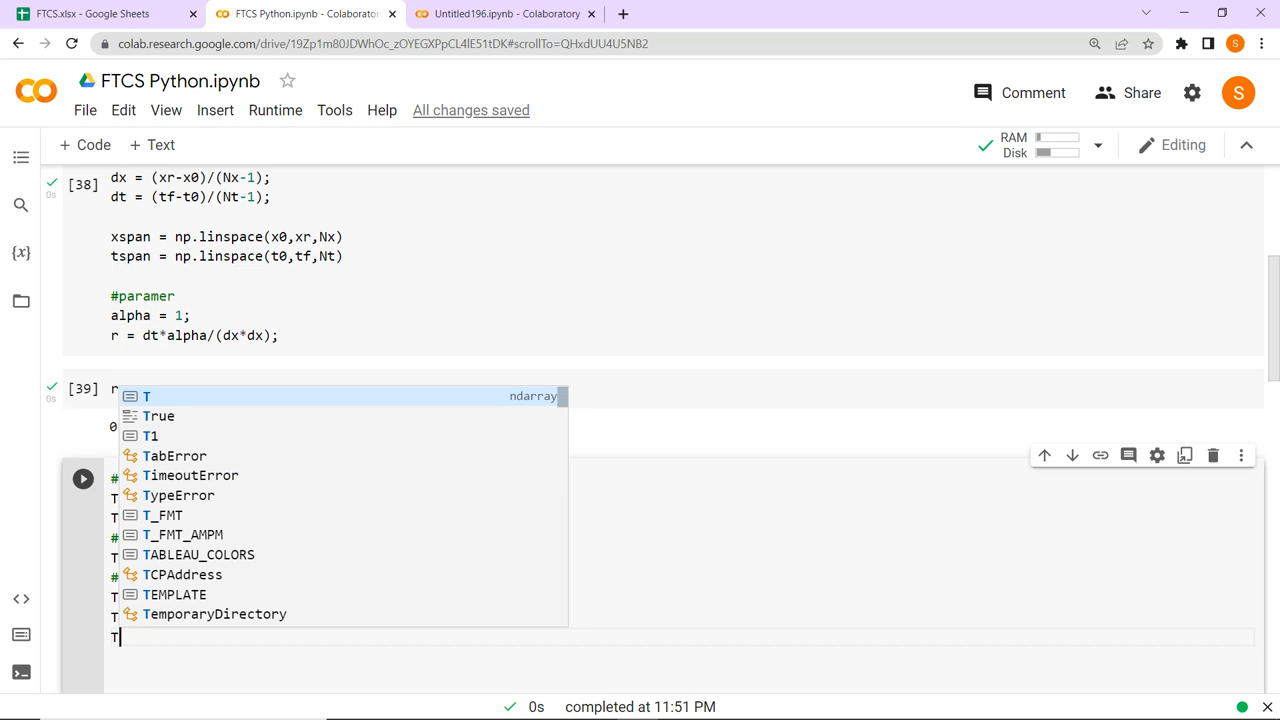 FTCS.xlsx - Google Sheets
FTCS Python.ipynb - Colaborator
Untitled196.ipynb - Colaboratory
colab.research.google.com/drive/19Zp1m80JDWhOc_zOYEGXPpCL4lE51tDK#scrollTo=QHxdUU4U5NB2
S
FTCS Python.ipynb
Comment
Share
S
File Edit View Insert Runtime Tools Help All changes saved
+ Code + Text
RAM
Disk
Editing
[38]
0s
dx = (xr-x0)/(Nx-1);
dt = (tf-t0)/(Nt-1);
xspan = np.linspace(x0,xr,Nx)
tspan = np.linspace(t0,tf,Nt)
#paramer
alpha = 1;
r = dt*alpha/(dx*dx);
{x}
[39] r
0s
0
T ndarray
True
T1
TabError
TimeoutError
TypeError
T_FMT
T_FMT_AMPM
TABLEAU_COLORS
TCPAddress
TEMPLATE
TemporaryDirectory
#
T
T
#
T
#
T
T
T
0s completed at 11:51 PM